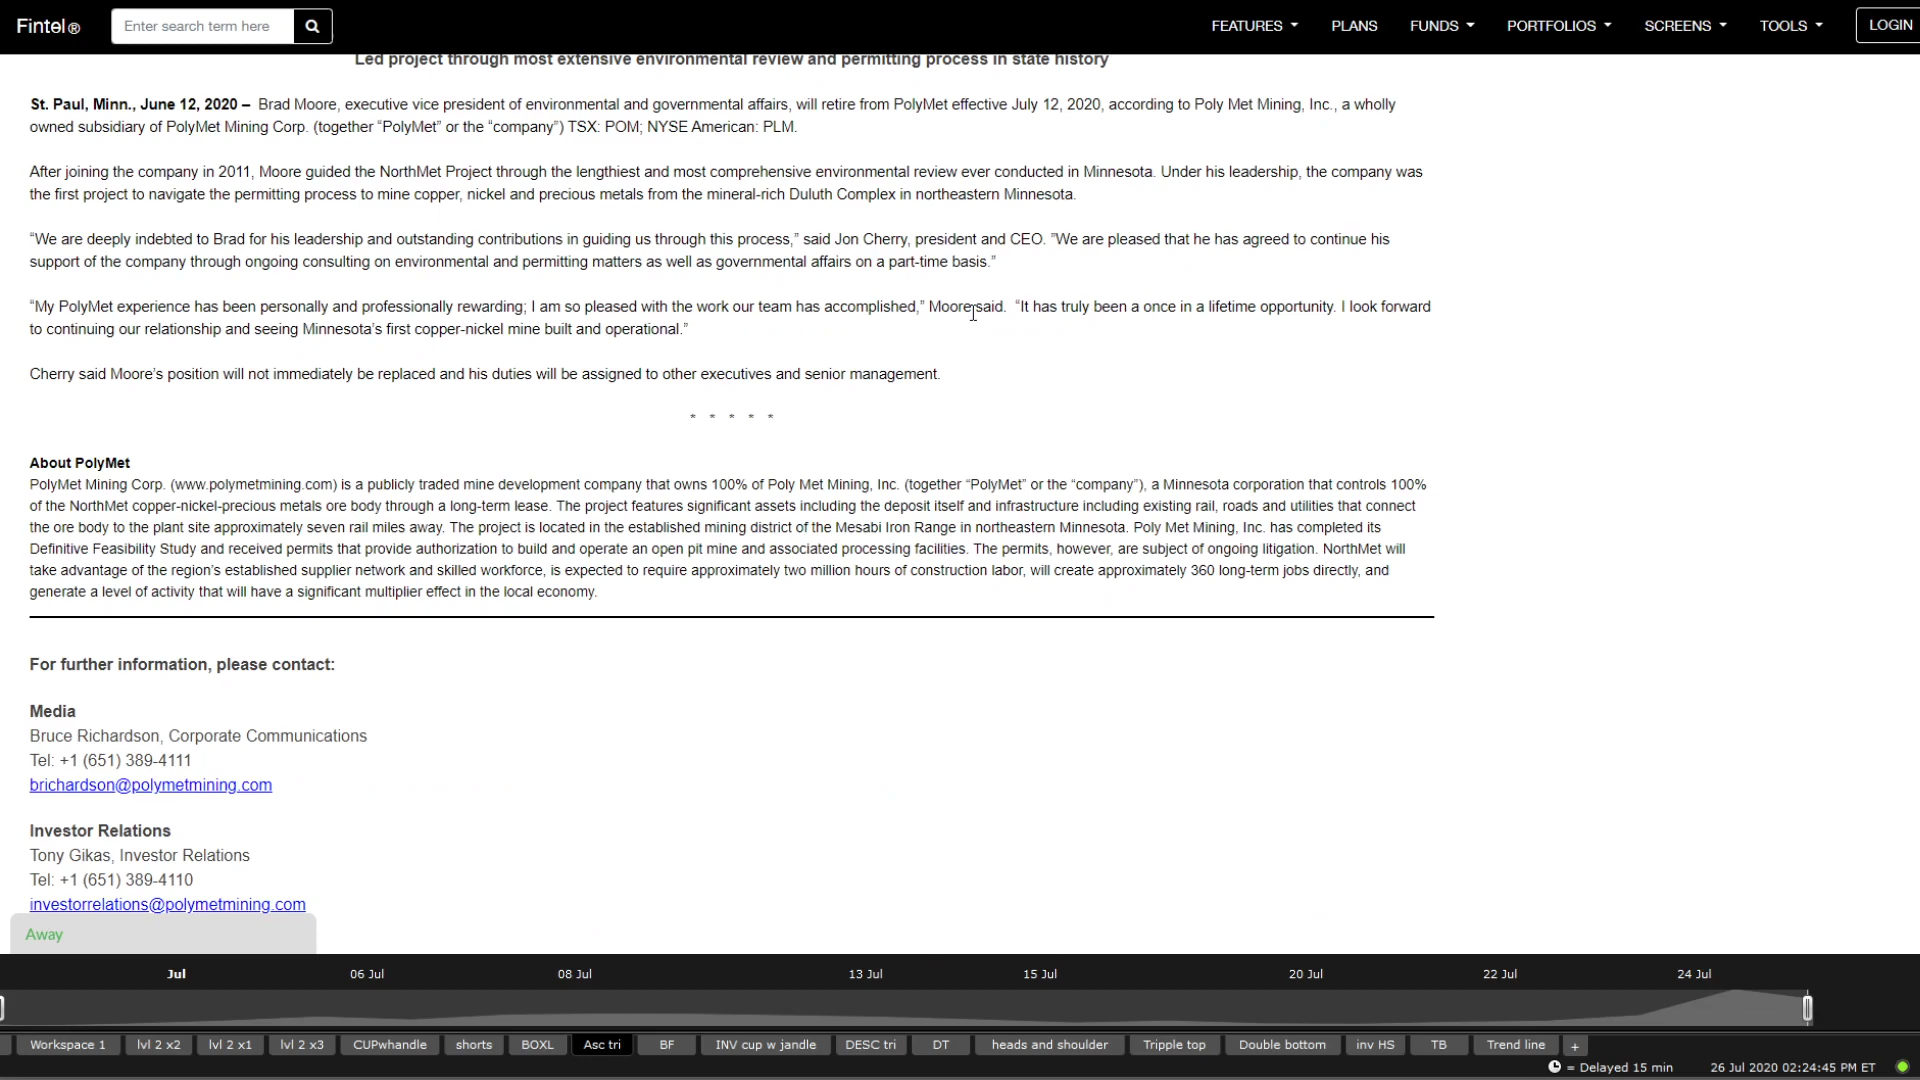 Fintel®
Enter search term here
FEATURES
PLANS
FUNDS
PORTFOLIOS
SCREENS
TOOLS
LOGIN
Led project through most extensive environmental review and permitting process in state history
St. Paul, Minn., June 12, 2020 – Brad Moore, executive vice president of environmental and governmental affairs, will retire from PolyMet effective July 12, 2020, according to Poly Met Mining, Inc., a wholly
owned subsidiary of PolyMet Mining Corp. (together “PolyMet” or the “company”) TSX: POM; NYSE American: PLM.
After joining the company in 2011, Moore guided the NorthMet Project through the lengthiest and most comprehensive environmental review ever conducted in Minnesota. Under his leadership, the company was
the first project to navigate the permitting process to mine copper, nickel and precious metals from the mineral-rich Duluth Complex in northeastern Minnesota.
“We are deeply indebted to Brad for his leadership and outstanding contributions in guiding us through this process,” said Jon Cherry, president and CEO. ”We are pleased that he has agreed to continue his
support of the company through ongoing consulting on environmental and permitting matters as well as governmental affairs on a part-time basis.”
“My PolyMet experience has been personally and professionally rewarding; I am so pleased with the work our team has accomplished,” Moore said. “It has truly been a once in a lifetime opportunity. I look forward
to continuing our relationship and seeing Minnesota’s first copper-nickel mine built and operational.”
Cherry said Moore’s position will not immediately be replaced and his duties will be assigned to other executives and senior management.
* * * * *
About PolyMet
PolyMet Mining Corp. (www.polymetmining.com) is a publicly traded mine development company that owns 100% of Poly Met Mining, Inc. (together “PolyMet” or the “company”), a Minnesota corporation that controls 100%
of the NorthMet copper-nickel-precious metals ore body through a long-term lease. The project features significant assets including the deposit itself and infrastructure including existing rail, roads and utilities that connect
the ore body to the plant site approximately seven rail miles away. The project is located in the established mining district of the Mesabi Iron Range in northeastern Minnesota. Poly Met Mining, Inc. has completed its
Definitive Feasibility Study and received permits that provide authorization to build and operate an open pit mine and associated processing facilities. The permits, however, are subject of ongoing litigation. NorthMet will
take advantage of the region’s established supplier network and skilled workforce, is expected to require approximately two million hours of construction labor, will create approximately 360 long-term jobs directly, and
generate a level of activity that will have a significant multiplier effect in the local economy.
For further information, please contact:
Media
Bruce Richardson, Corporate Communications
Tel: +1 (651) 389-4111
brichardson@polymetmining.com
Investor Relations
Tony Gikas, Investor Relations
Tel: +1 (651) 389-4110
investorrelations@polymetmining.com
Away
Jul 06 Jul 08 Jul 13 Jul 15 Jul 20 Jul 22 Jul 24 Jul
Workspace 1 lvl 2 x2 lvl 2 x1 lvl 2 x3 CUPwhandle shorts BOXL Asc tri BF INV cup w jandle DESC tri DT heads and shoulder Tripple top Double bottom inv HS TB Trend line +
= Delayed 15 min 26 Jul 2020 02:24:45 PM ET